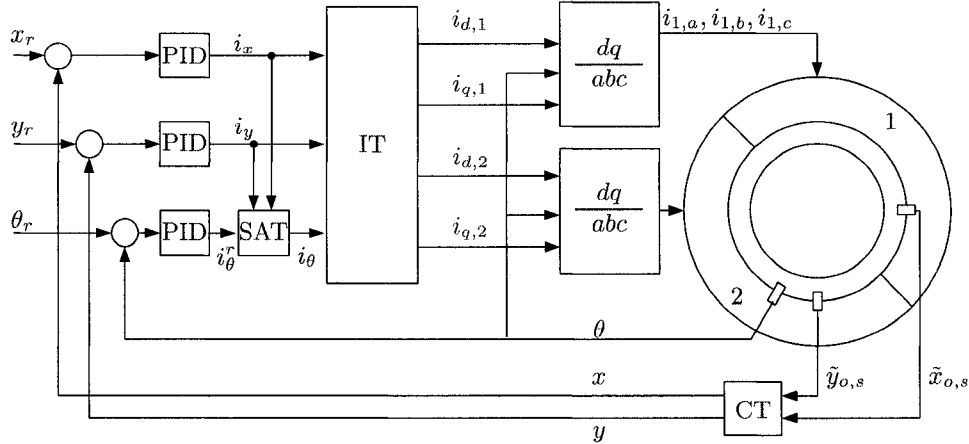 x_r
PID
i_x
i_{d,1}
i_{q,1}
dq
abc
i_{1,a}, i_{1,b}, i_{1,c}
1
y_r
PID
i_y
IT
i_{d,2}
i_{q,2}
dq
abc
θ_r
PID
i_θ^r
SAT
i_θ
2
θ
x
y
CT
ỹ_{o,s}
x̃_{o,s}